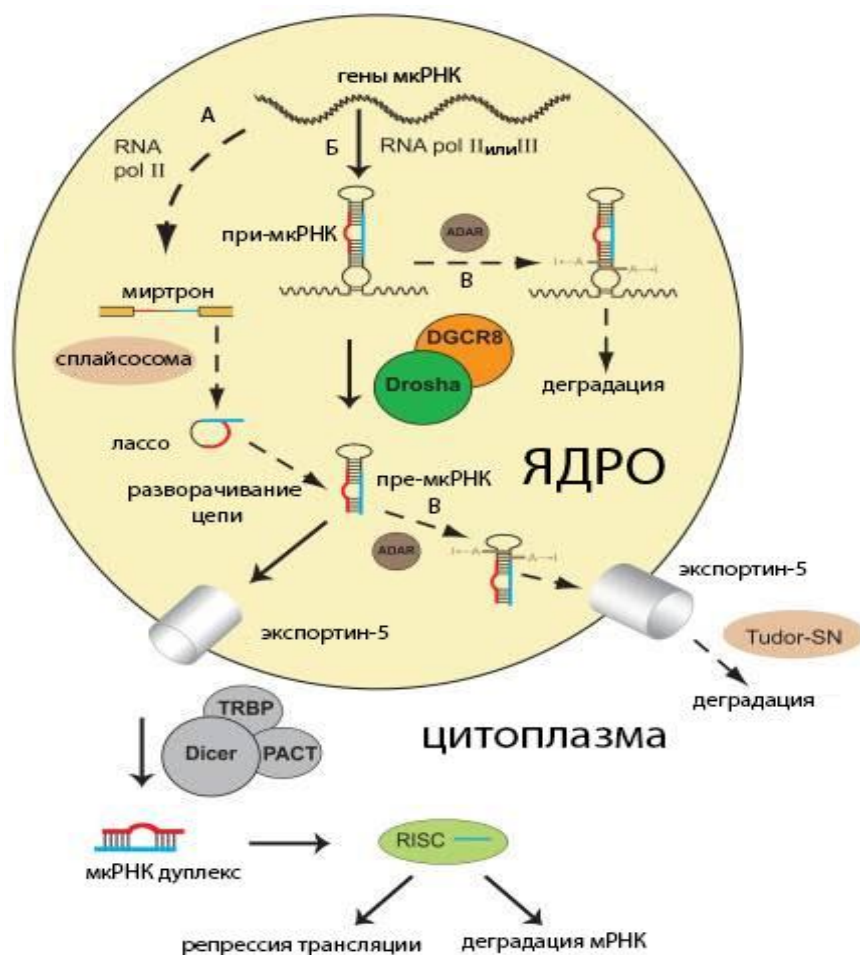 гены мкРНК
А
RNA
pol II
Б
RNA pol IIилиIII
при-мкРНК
ADAR
В
I←A
A→I
миртрон
сплайсосома
DGCR8
Drosha
деградация
лассо
ЯДРО
разворачивание
цепи
пре-мкРНК
В
ADAR
I←A
A→I
экспортин-5
экспортин-5
Tudor-SN
деградация
TRBP
Dicer
PACT
цитоплазма
мкРНК дуплекс
RISC
репрессия трансляции
деградация мРНК